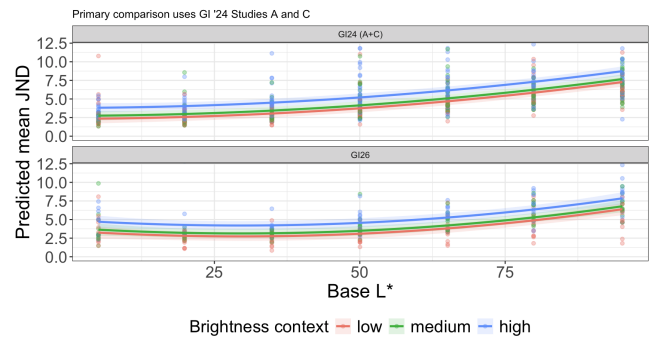 Primary comparison uses GI '24 Studies A and C
GI24 (A+C)
12.5
10.0
7.5
5.0
2.5
0.0
GI26
12.5
10.0
7.5
5.0
2.5
0.0
Predicted mean JND
25 50 75
Base L*
Brightness context low medium high